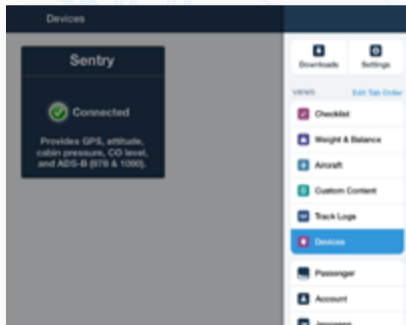 Devices
Sentry
Connected
Provides GPS, attitude,
cabin pressure, CO level,
and ADS-B (978 & 1090).
Downloads
Settings
VIEWS
Edit Tab Order
Checklist
Weight & Balance
Aircraft
Custom Content
Track Logs
Devices
Passenger
Account